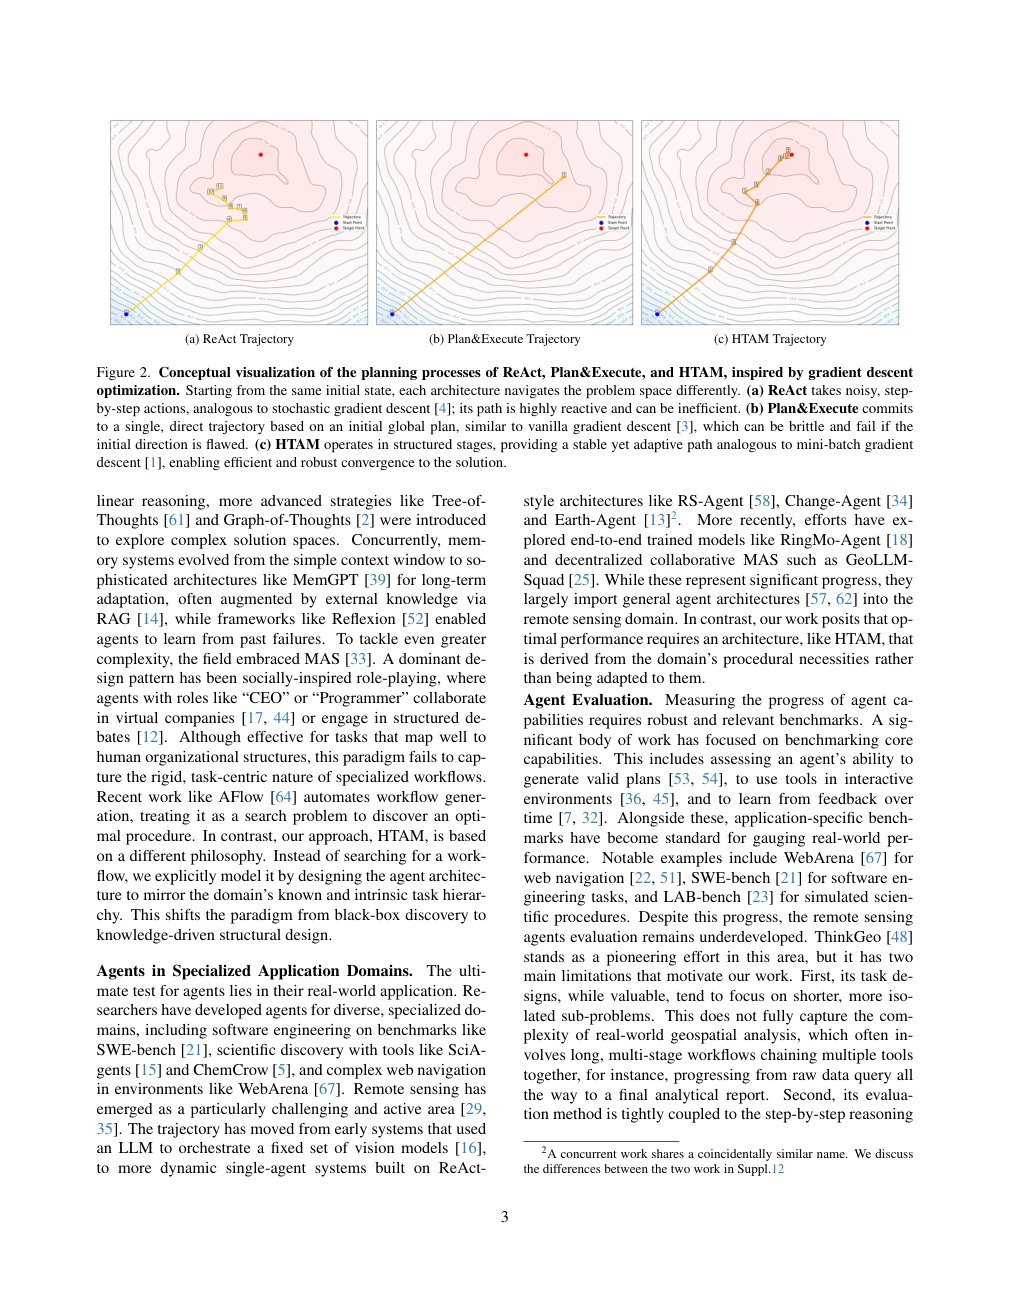 Trajectory
Start Point
Target Point
Trajectory
Start Point
Target Point
Trajectory
Start Point
Target Point
(a) ReAct Trajectory
(b) Plan&Execute Trajectory
(c) HTAM Trajectory
Figure 2. Conceptual visualization of the planning processes of ReAct, Plan&Execute, and HTAM, inspired by gradient descent
optimization. Starting from the same initial state, each architecture navigates the problem space differently. (a) ReAct takes noisy, step-
by-step actions, analogous to stochastic gradient descent [4]; its path is highly reactive and can be inefficient. (b) Plan&Execute commits
to a single, direct trajectory based on an initial global plan, similar to vanilla gradient descent [3], which can be brittle and fail if the
initial direction is flawed. (c) HTAM operates in structured stages, providing a stable yet adaptive path analogous to mini-batch gradient
descent [1], enabling efficient and robust convergence to the solution.
linear reasoning, more advanced strategies like Tree-of-
Thoughts [61] and Graph-of-Thoughts [2] were introduced
to explore complex solution spaces. Concurrently, mem-
ory systems evolved from the simple context window to so-
phisticated architectures like MemGPT [39] for long-term
adaptation, often augmented by external knowledge via
RAG [14], while frameworks like Reflexion [52] enabled
agents to learn from past failures. To tackle even greater
complexity, the field embraced MAS [33]. A dominant de-
sign pattern has been socially-inspired role-playing, where
agents with roles like “CEO” or “Programmer” collaborate
in virtual companies [17, 44] or engage in structured de-
bates [12]. Although effective for tasks that map well to
human organizational structures, this paradigm fails to cap-
ture the rigid, task-centric nature of specialized workflows.
Recent work like AFlow [64] automates workflow gener-
ation, treating it as a search problem to discover an opti-
mal procedure. In contrast, our approach, HTAM, is based
on a different philosophy. Instead of searching for a work-
flow, we explicitly model it by designing the agent architec-
ture to mirror the domain’s known and intrinsic task hierar-
chy. This shifts the paradigm from black-box discovery to
knowledge-driven structural design.
Agents in Specialized Application Domains. The ulti-
mate test for agents lies in their real-world application. Re-
searchers have developed agents for diverse, specialized do-
mains, including software engineering on benchmarks like
SWE-bench [21], scientific discovery with tools like SciA-
gents [15] and ChemCrow [5], and complex web navigation
in environments like WebArena [67]. Remote sensing has
emerged as a particularly challenging and active area [29,
35]. The trajectory has moved from early systems that used
an LLM to orchestrate a fixed set of vision models [16],
to more dynamic single-agent systems built on ReAct-
style architectures like RS-Agent [58], Change-Agent [34]
and Earth-Agent [13]2. More recently, efforts have ex-
plored end-to-end trained models like RingMo-Agent [18]
and decentralized collaborative MAS such as GeoLLM-
Squad [25]. While these represent significant progress, they
largely import general agent architectures [57, 62] into the
remote sensing domain. In contrast, our work posits that op-
timal performance requires an architecture, like HTAM, that
is derived from the domain’s procedural necessities rather
than being adapted to them.
Agent Evaluation. Measuring the progress of agent ca-
pabilities requires robust and relevant benchmarks. A sig-
nificant body of work has focused on benchmarking core
capabilities. This includes assessing an agent’s ability to
generate valid plans [53, 54], to use tools in interactive
environments [36, 45], and to learn from feedback over
time [7, 32]. Alongside these, application-specific bench-
marks have become standard for gauging real-world per-
formance. Notable examples include WebArena [67] for
web navigation [22, 51], SWE-bench [21] for software en-
gineering tasks, and LAB-bench [23] for simulated scien-
tific procedures. Despite this progress, the remote sensing
agents evaluation remains underdeveloped. ThinkGeo [48]
stands as a pioneering effort in this area, but it has two
main limitations that motivate our work. First, its task de-
signs, while valuable, tend to focus on shorter, more iso-
lated sub-problems. This does not fully capture the com-
plexity of real-world geospatial analysis, which often in-
volves long, multi-stage workflows chaining multiple tools
together, for instance, progressing from raw data query all
the way to a final analytical report. Second, its evalua-
tion method is tightly coupled to the step-by-step reasoning
2A concurrent work shares a coincidentally similar name. We discuss
the differences between the two work in Suppl.12
3